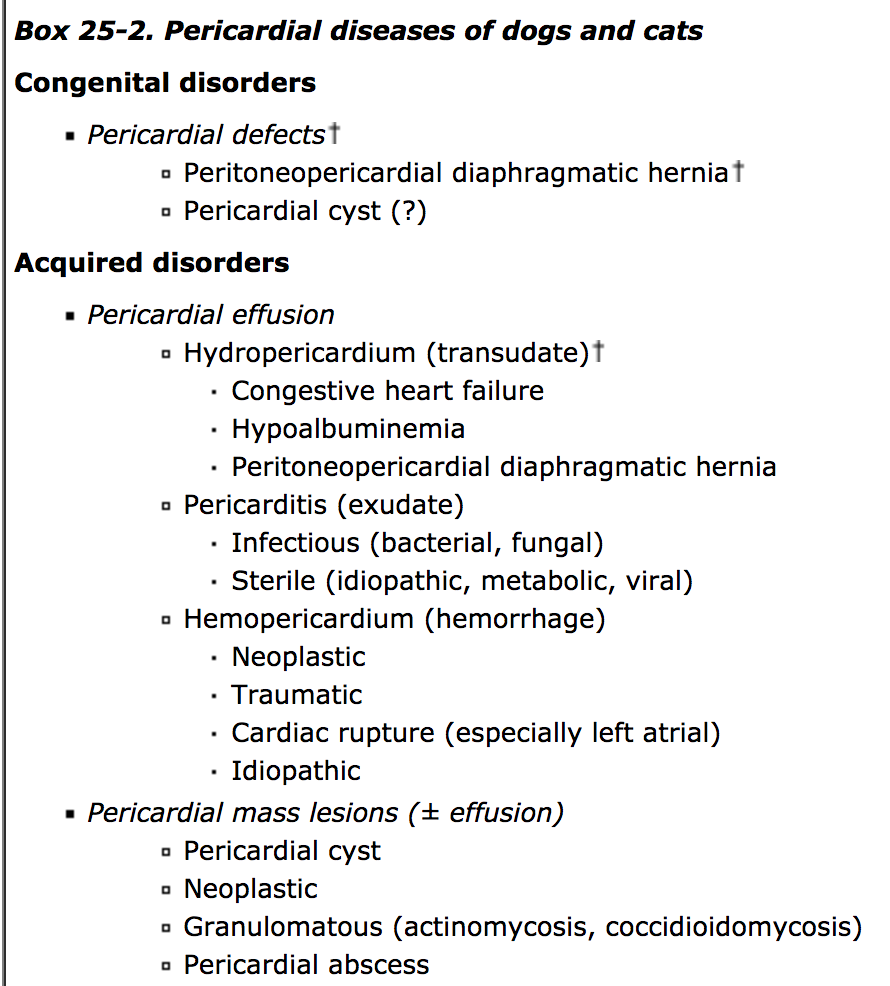 Box 25-2. Pericardial diseases of dogs and cats
Congenital disorders
▪ Pericardial defects†
▫ Peritoneopericardial diaphragmatic hernia†
▫ Pericardial cyst (?)
Acquired disorders
▪ Pericardial effusion
▫ Hydropericardium (transudate)†
· Congestive heart failure
· Hypoalbuminemia
· Peritoneopericardial diaphragmatic hernia
▫ Pericarditis (exudate)
· Infectious (bacterial, fungal)
· Sterile (idiopathic, metabolic, viral)
▫ Hemopericardium (hemorrhage)
· Neoplastic
· Traumatic
· Cardiac rupture (especially left atrial)
· Idiopathic
▪ Pericardial mass lesions (± effusion)
▫ Pericardial cyst
▫ Neoplastic
▫ Granulomatous (actinomycosis, coccidioidomycosis)
▫ Pericardial abscess